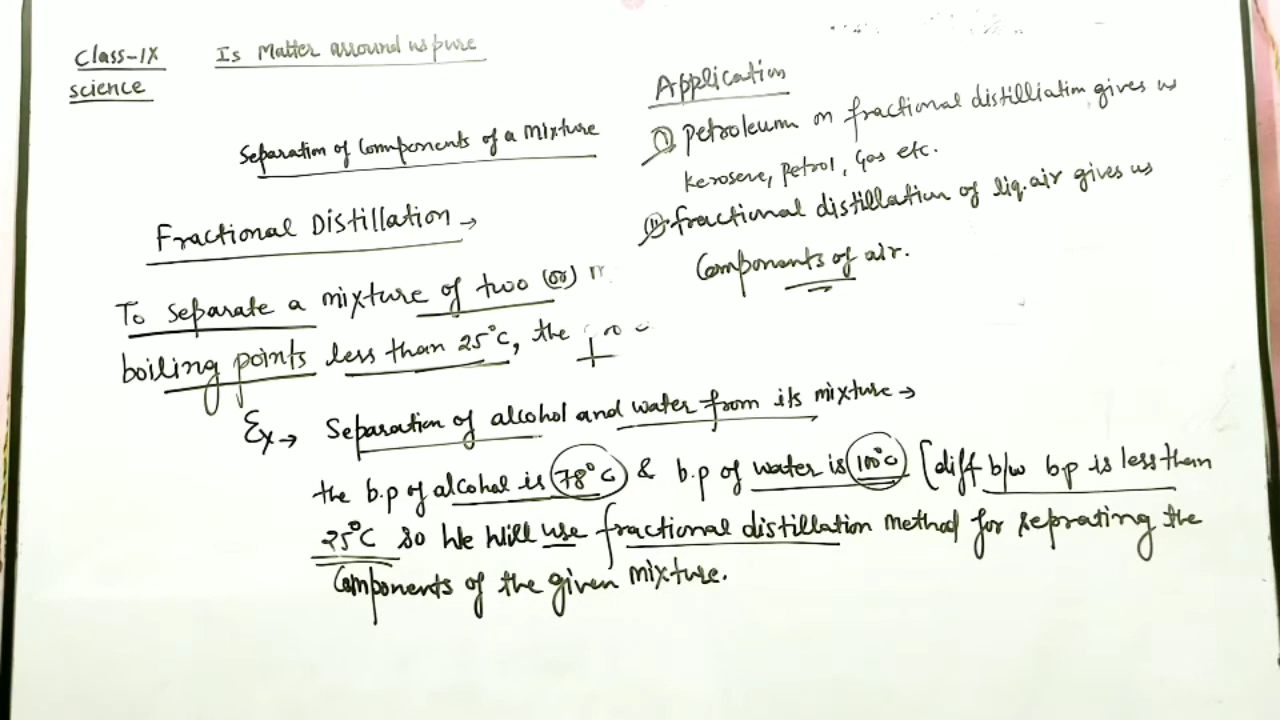 Class-IX
science
Is Matter arround us pure
Separation of Components of a Mixture
Fractional Distillation →
To separate a mixture of two (or)
boiling points less than 25°C, the
Ex → Separation of alcohol and water from its mixture →
the b.p of alcohol is 78°C & b.p of water is 100°C [diff b/w b.p is less than
25°C so We Will use fractional distillation method for seprating the
Components of the given mixture.
Application
① Petroleum on fractional distilliation gives us
Kerosene, Petrol, Gas etc.
② fractional distillation of liq. air gives us
Components of air.